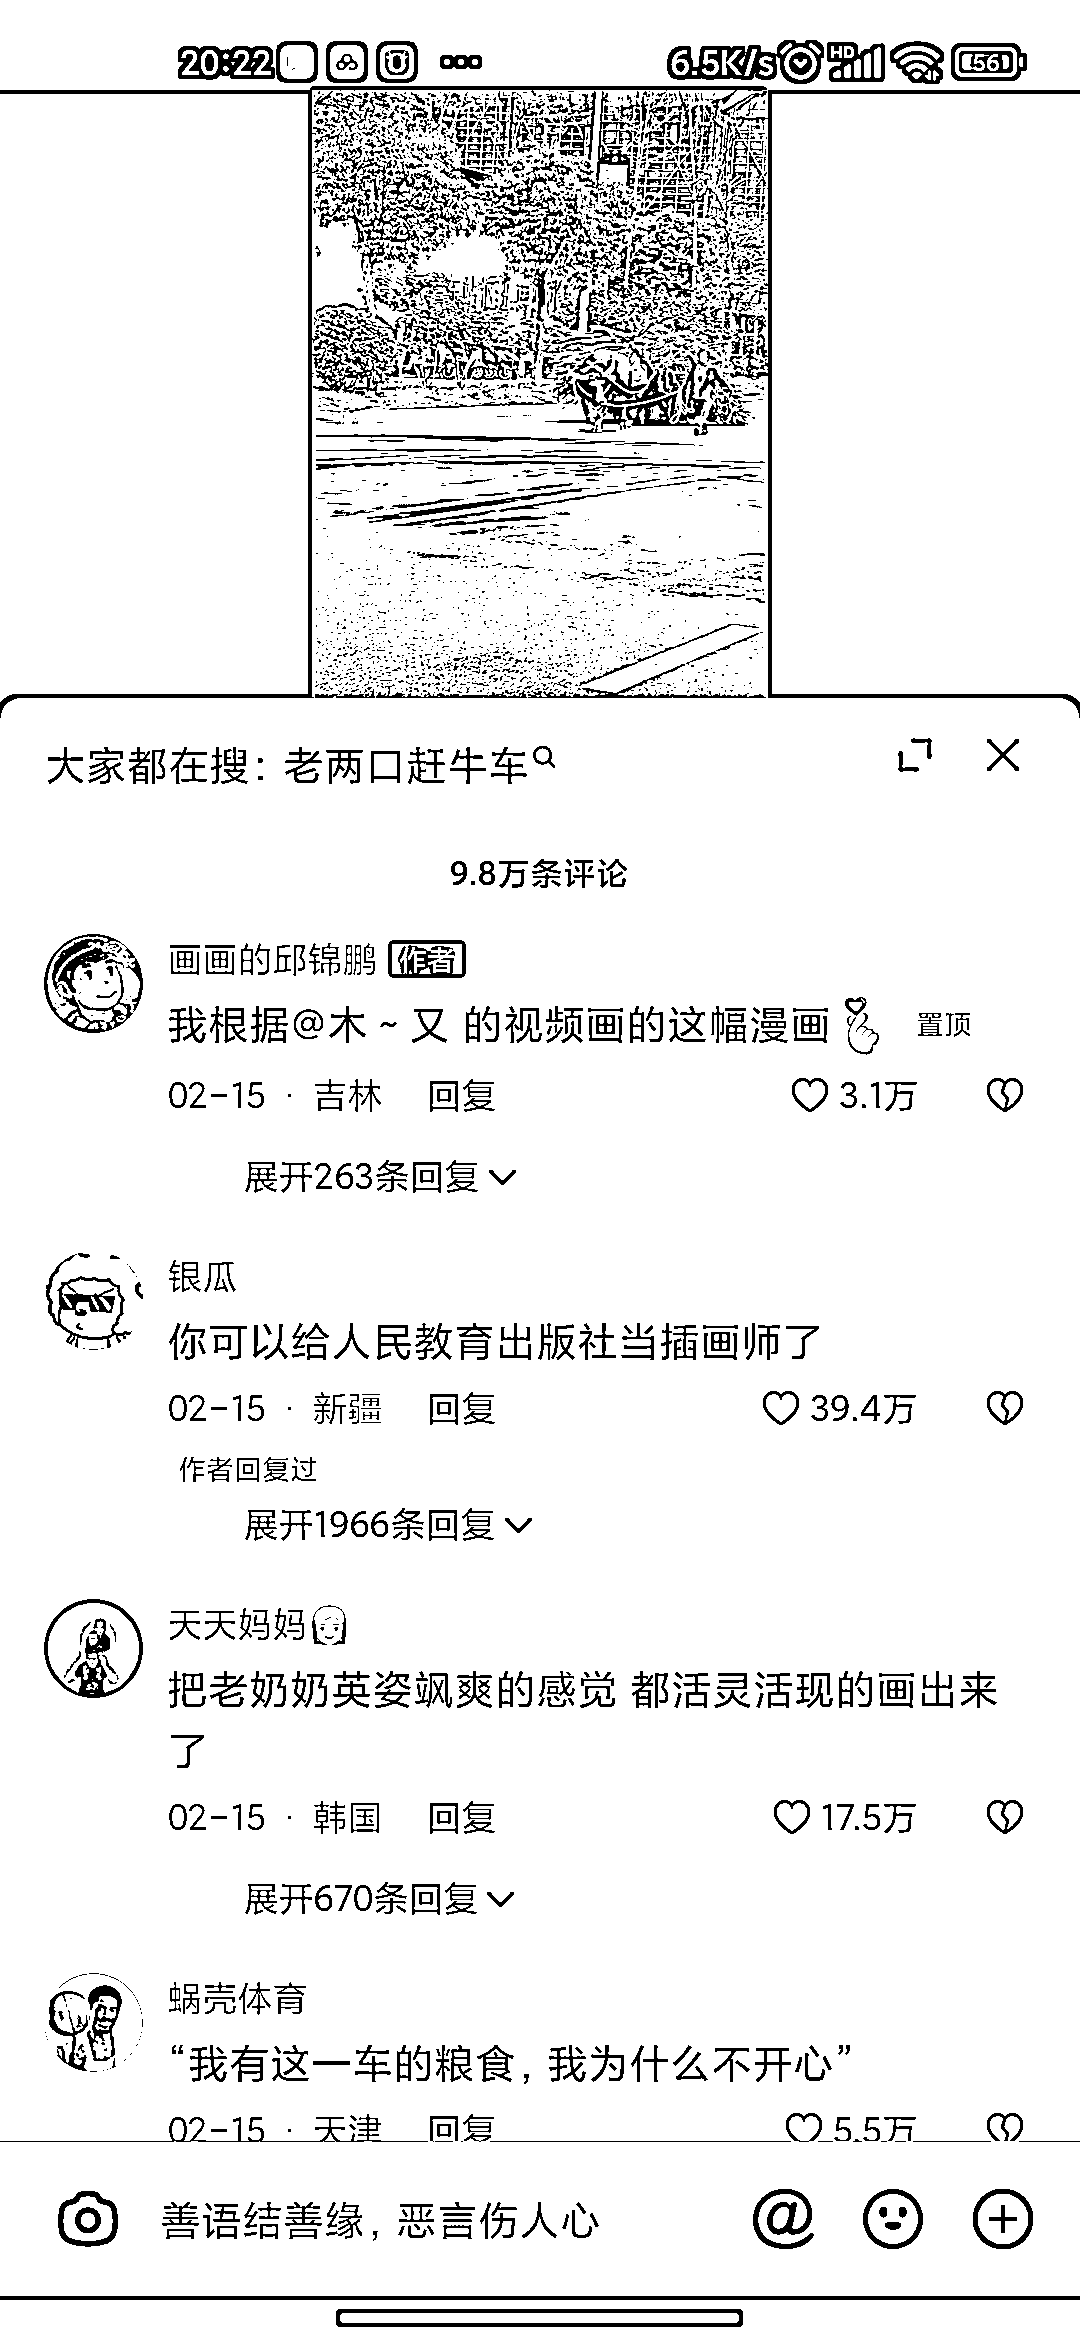 20:22 6.5K/s HD 56
大家都在搜：老两口赶牛车
9.8万条评论
画画的邱锦鹏 作者
我根据@木～又 的视频画的这幅漫画 置顶
02-15 · 吉林 回复 3.1万
展开263条回复
银瓜
你可以给人民教育出版社当插画师了
02-15 · 新疆 回复 39.4万
作者回复过
展开1966条回复
天天妈妈
把老奶奶英姿飒爽的感觉 都活灵活现的画出来
了
02-15 · 韩国 回复 17.5万
展开670条回复
蜗壳体育
“我有这一车的粮食，我为什么不开心”
02-15 · 天津 回复 5.5万
善语结善缘，恶言伤人心